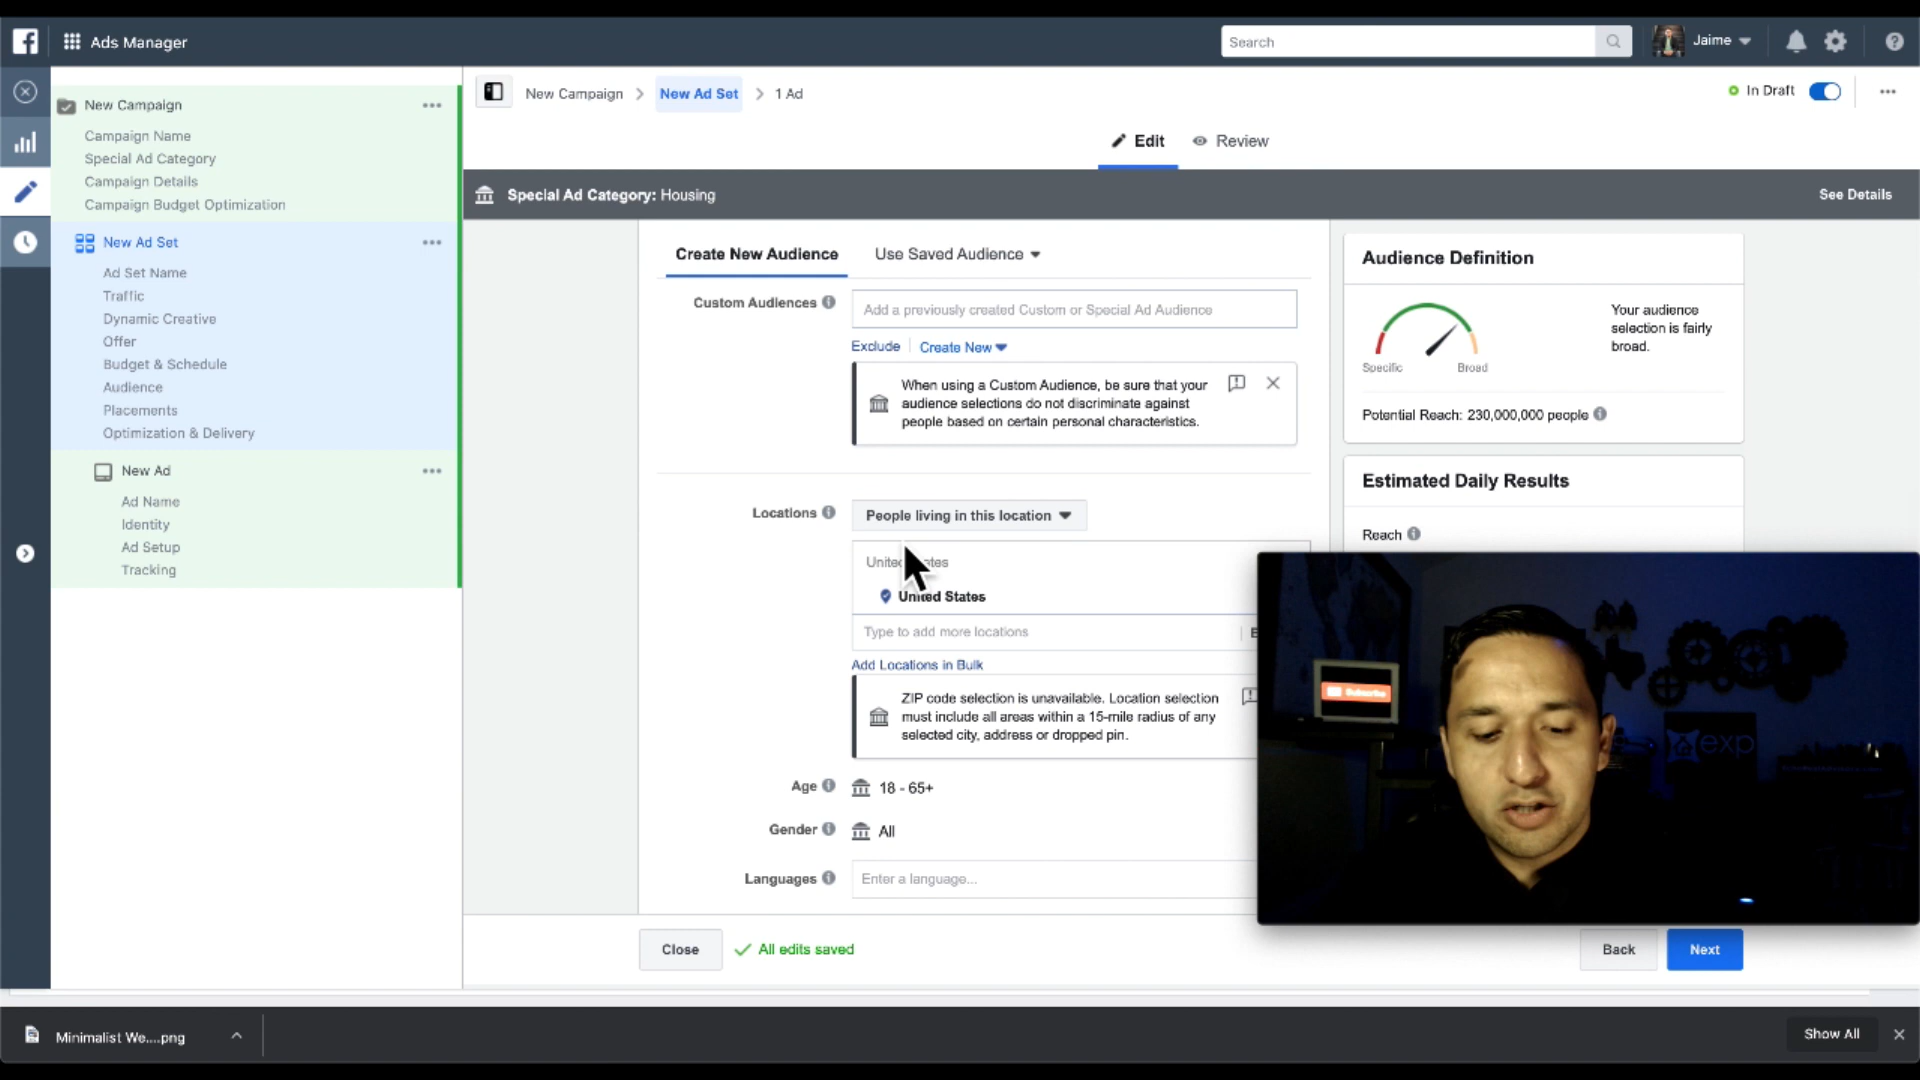 Ads Manager
Search
Jaime
New Campaign
Campaign Name
Special Ad Category
Campaign Details
Campaign Budget Optimization
New Ad Set
Ad Set Name
Traffic
Dynamic Creative
Offer
Budget & Schedule
Audience
Placements
Optimization & Delivery
New Ad
Ad Name
Identity
Ad Setup
Tracking
New Campaign > New Ad Set > 1 Ad
In Draft
Edit
Review
Special Ad Category: Housing
See Details
Create New Audience
Use Saved Audience
Custom Audiences
Add a previously created Custom or Special Ad Audience
Exclude
Create New
When using a Custom Audience, be sure that your
audience selections do not discriminate against
people based on certain personal characteristics.
Locations
People living in this location
United States
Type to add more locations
Add Locations in Bulk
ZIP code selection is unavailable. Location selection
must include all areas within a 15-mile radius of any
selected city, address or dropped pin.
Age
18 - 65+
Gender
All
Languages
Enter a language...
Audience Definition
Your audience
selection is fairly
broad.
Specific
Broad
Potential Reach: 230,000,000 people
Estimated Daily Results
Reach
Subscribe
exp
Close
All edits saved
Back
Next
Minimalist We....png
Show All